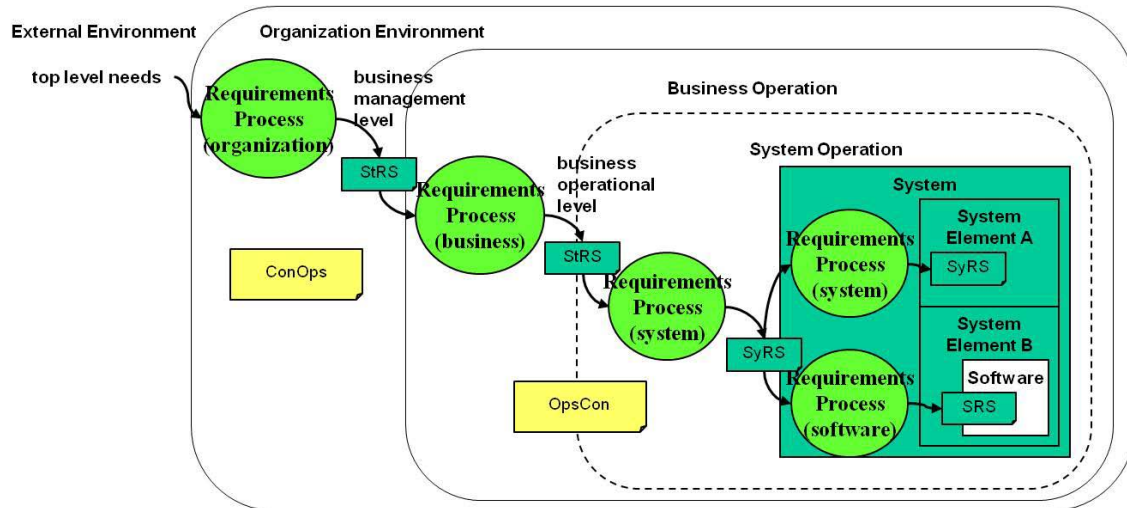 External Environment
Organization Environment
top level needs
Requirements
Process
(organization)
business
management
level
StRS
Business Operation
Requirements
Process
(business)
business
operational
level
StRS
ConOps
System Operation
Requirements
Process
(system)
SyRS
OpsCon
System
Requirements
Process
(system)
System
Element A
SyRS
Requirements
Process
(software)
System
Element B
Software
SRS